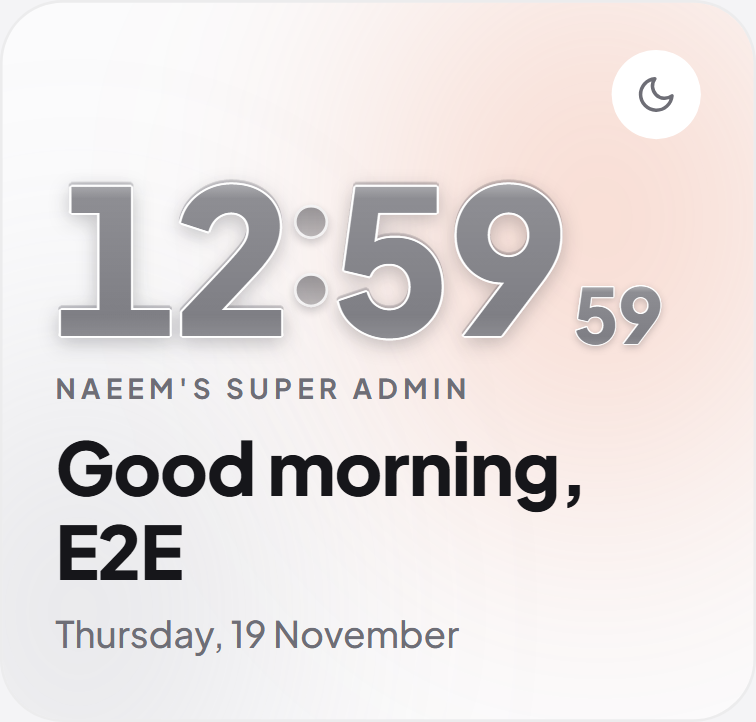 12:59 59
NAEEM'S SUPER ADMIN
Good morning,
E2E
Thursday, 19 November